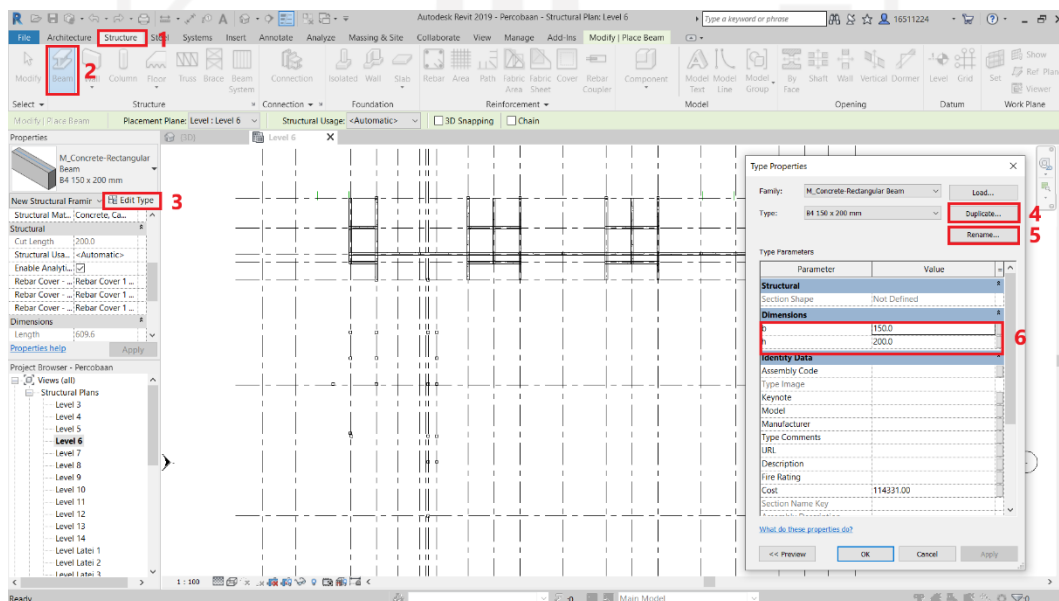 Autodesk Revit 2019 - Percobaan - Structural Plan: Level 6
Type a keyword or phrase
16511224
File Architecture Structure 1 Steel Systems Insert Annotate Analyze Massing & Site Collaborate View Manage Add-Ins Modify | Place Beam
2
Modify Beam Wall Column Floor Truss Brace Beam System Connection Isolated Wall Slab Rebar Area Path Fabric Area Fabric Sheet Cover Rebar Coupler Component Model Text Model Line Model Group By Face Shaft Wall Vertical Dormer Level Grid Set Show Ref Plane Viewer
Select Structure Connection Foundation Reinforcement Model Opening Datum Work Plane
Modify | Place Beam Placement Plane: Level : Level 6 Structural Usage: <Automatic> 3D Snapping Chain
Properties
{3D}
Level 6
M_Concrete-Rectangular
Beam
B4 150 x 200 mm
New Structural Framir Edit Type 3
Structural Mat... Concrete, Ca...
Structural
Cut Length 200.0
Structural Usa... <Automatic>
Enable Analyti...
Rebar Cover - ... Rebar Cover 1 ...
Rebar Cover - ... Rebar Cover 1 ...
Rebar Cover - ... Rebar Cover 1 ...
Dimensions
Length 609.6
Properties help Apply
Project Browser - Percobaan
Views (all)
Structural Plans
Level 3
Level 4
Level 5
Level 6
Level 7
Level 8
Level 9
Level 10
Level 11
Level 12
Level 13
Level 14
Level Latei 1
Level Latei 2
Level Latei 3
Type Properties
Family: M_Concrete-Rectangular Beam Load...
Type: B4 150 x 200 mm Duplicate... 4
Rename... 5
Type Parameters
Parameter Value =
Structural
Section Shape Not Defined
Dimensions
b 150.0
h 200.0
6
Identity Data
Assembly Code
Type Image
Keynote
Model
Manufacturer
Type Comments
URL
Description
Fire Rating
Cost 114331.00
Section Name Key
Assembly Description
What do these properties do?
<< Preview OK Cancel Apply
1 : 100
Ready
:0
Main Model
:0